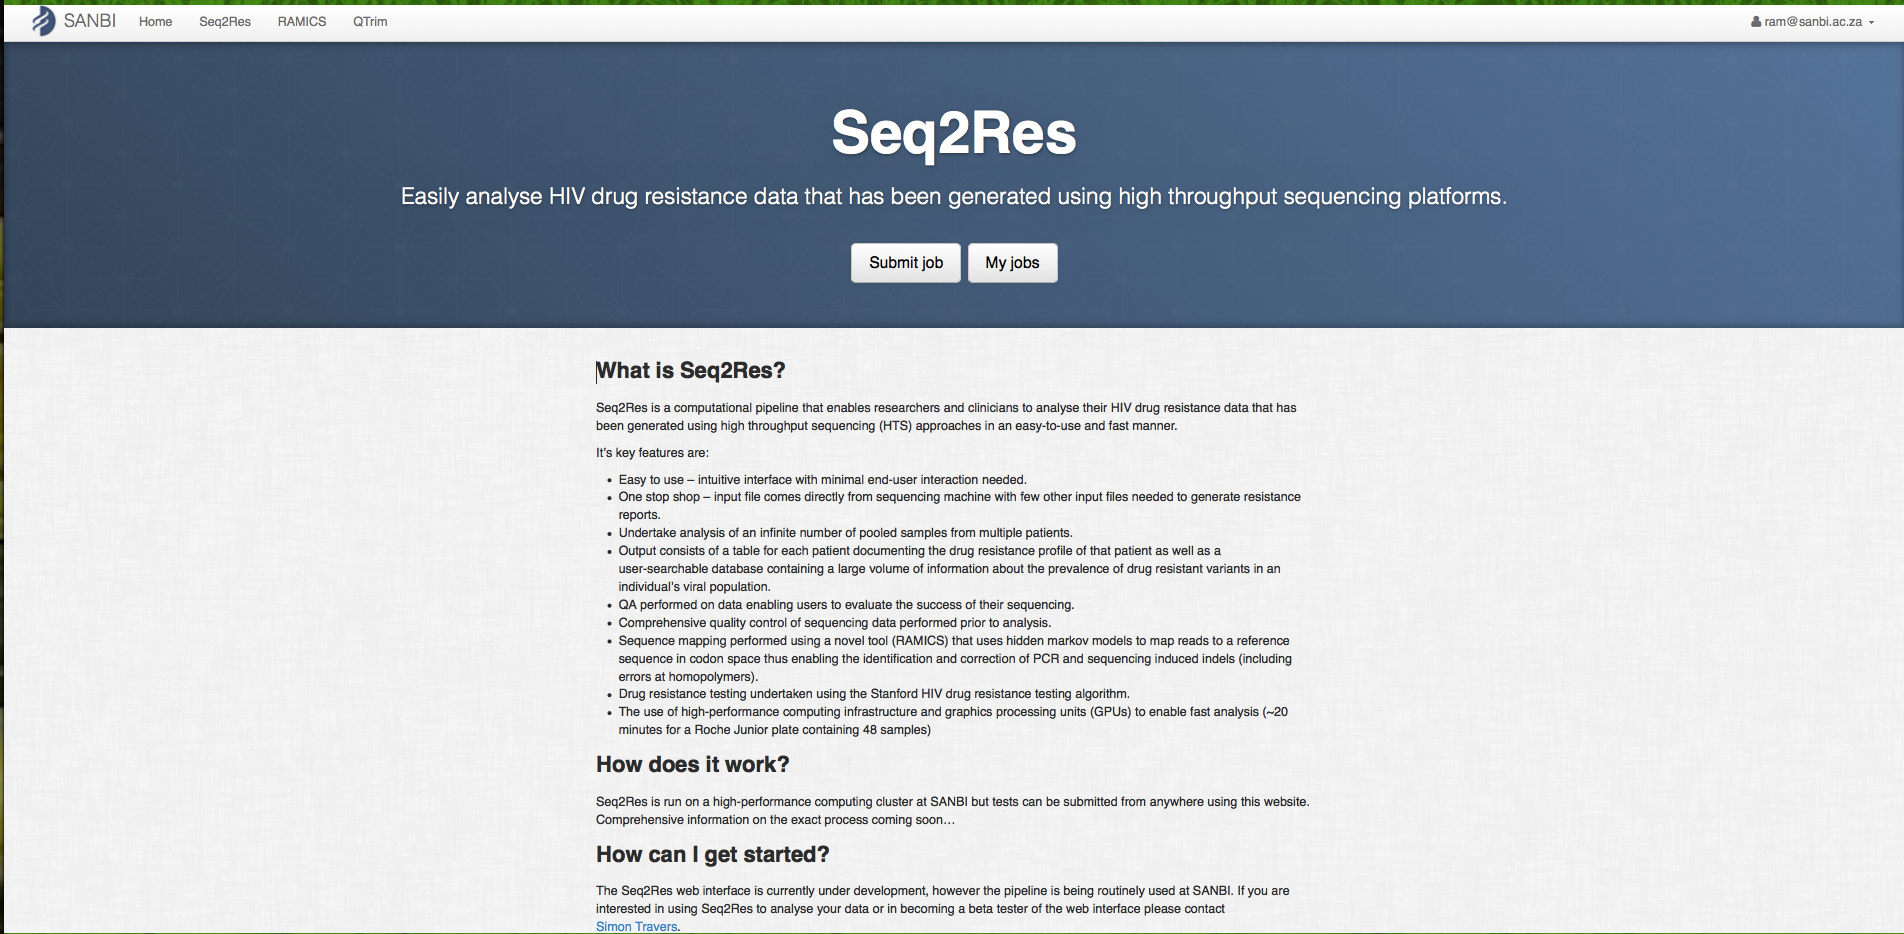 SANBI Home Seq2Res RAMICS QTrim ram@sanbi.ac.za
Seq2Res
Easily analyse HIV drug resistance data that has been generated using high throughput sequencing platforms.
Submit job My jobs
What is Seq2Res?
Seq2Res is a computational pipeline that enables researchers and clinicians to analyse their HIV drug resistance data that has
been generated using high throughput sequencing (HTS) approaches in an easy-to-use and fast manner.
It's key features are:
• Easy to use – intuitive interface with minimal end-user interaction needed.
• One stop shop – input file comes directly from sequencing machine with few other input files needed to generate resistance
reports.
• Undertake analysis of an infinite number of pooled samples from multiple patients.
• Output consists of a table for each patient documenting the drug resistance profile of that patient as well as a
user-searchable database containing a large volume of information about the prevalence of drug resistant variants in an
individual's viral population.
• QA performed on data enabling users to evaluate the success of their sequencing.
• Comprehensive quality control of sequencing data performed prior to analysis.
• Sequence mapping performed using a novel tool (RAMICS) that uses hidden markov models to map reads to a reference
sequence in codon space thus enabling the identification and correction of PCR and sequencing induced indels (including
errors at homopolymers).
• Drug resistance testing undertaken using the Stanford HIV drug resistance testing algorithm.
• The use of high-performance computing infrastructure and graphics processing units (GPUs) to enable fast analysis (~20
minutes for a Roche Junior plate containing 48 samples)
How does it work?
Seq2Res is run on a high-performance computing cluster at SANBI but tests can be submitted from anywhere using this website.
Comprehensive information on the exact process coming soon…
How can I get started?
The Seq2Res web interface is currently under development, however the pipeline is being routinely used at SANBI. If you are
interested in using Seq2Res to analyse your data or in becoming a beta tester of the web interface please contact
Simon Travers.